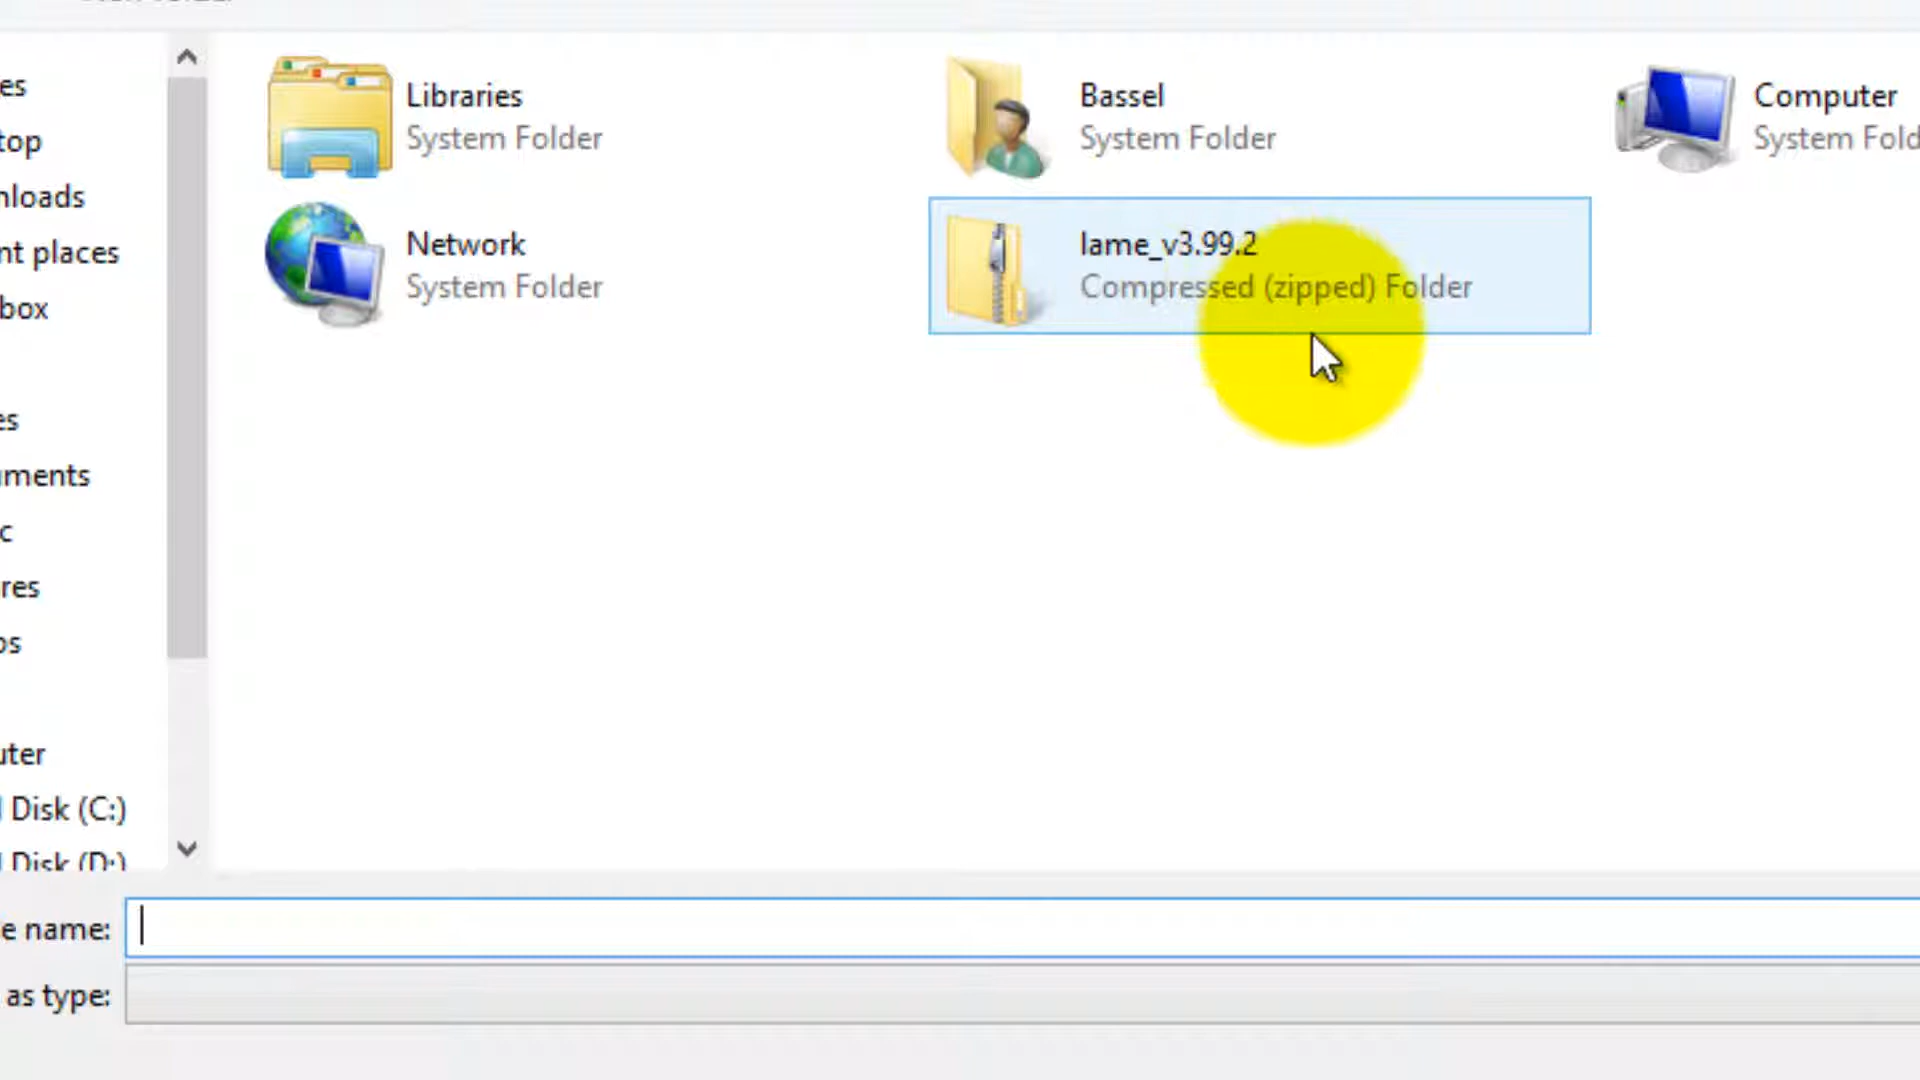 es
top
nloads
nt places
box
es
uments
c
res
os
uter
Disk (C:)
Disk (D:)
Libraries
System Folder
Bassel
System Folder
Computer
System Fold
Network
System Folder
lame_v3.99.2
Compressed (zipped) Folder
e name:
as type: